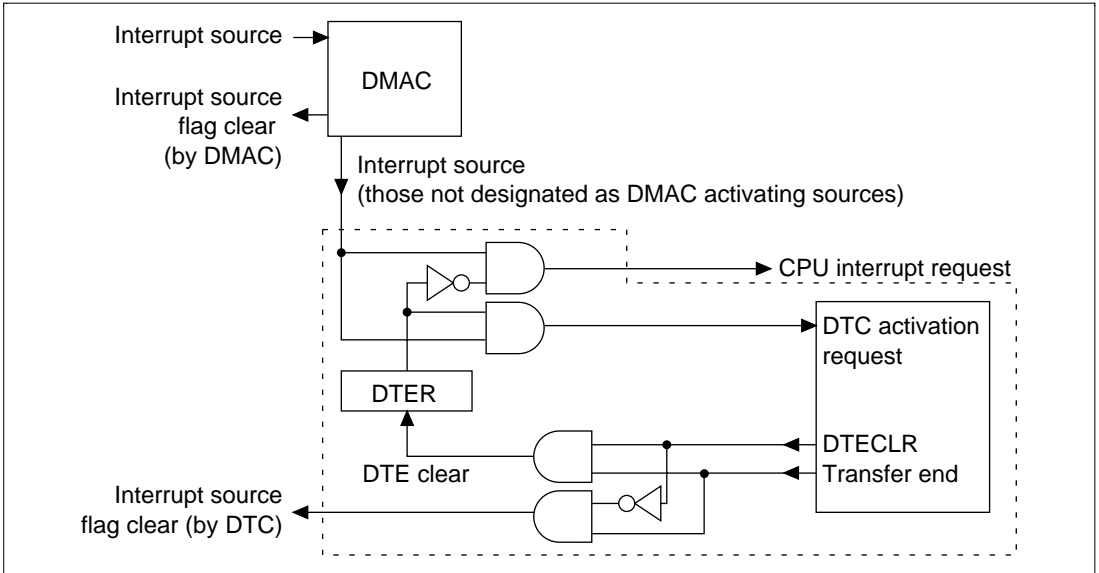 Interrupt source
DMAC
Interrupt source
flag clear
(by DMAC)
Interrupt source
(those not designated as DMAC activating sources)
CPU interrupt request
DTC activation
request
DTER
DTECLR
DTE clear
Transfer end
Interrupt source
flag clear (by DTC)